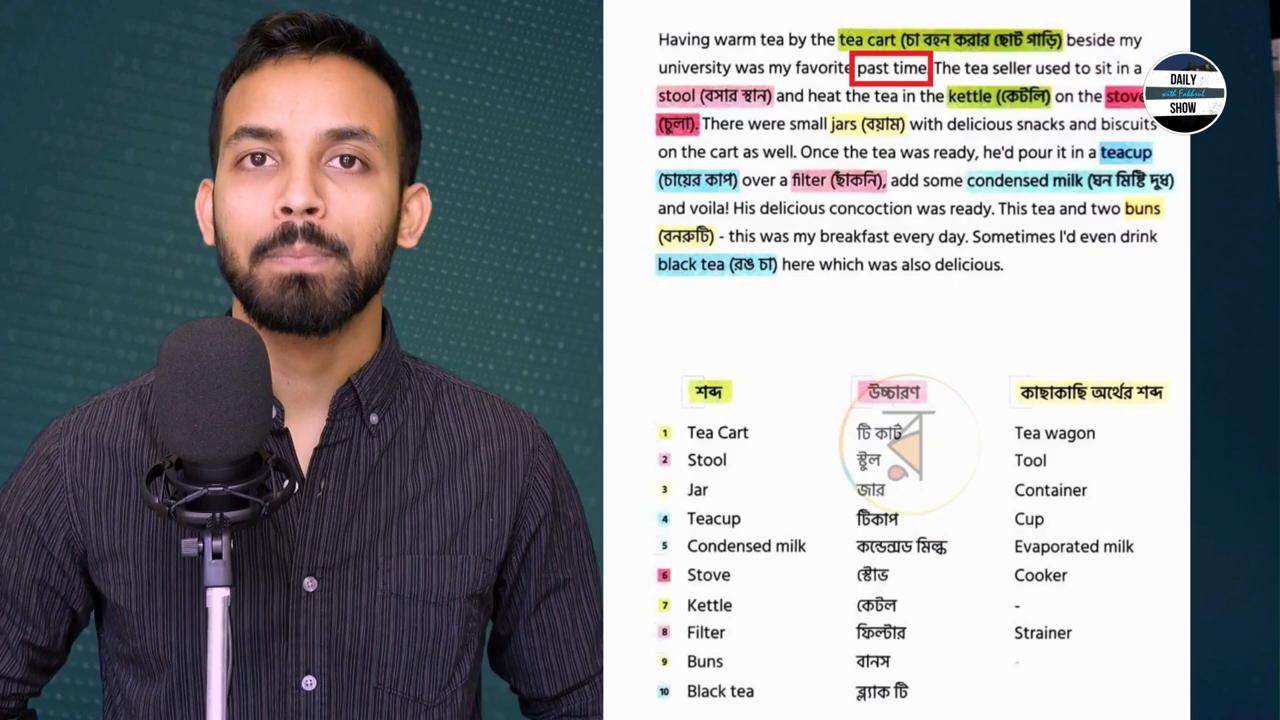 Having warm tea by the tea cart (চা বহন করার ছোট গাড়ি) beside my
university was my favorite past time. The tea seller used to sit in a
stool (বসার স্থান) and heat the tea in the kettle (কেটলি) on the stove
(চুলা). There were small jars (বয়াম) with delicious snacks and biscuits
on the cart as well. Once the tea was ready, he'd pour it in a teacup
(চায়ের কাপ) over a filter (ছাঁকনি), add some condensed milk (ঘন মিষ্টি দুধ)
and voila! His delicious concoction was ready. This tea and two buns
(বনরুটি) - this was my breakfast every day. Sometimes I'd even drink
black tea (রঙ চা) here which was also delicious.
DAILY
with Fakhrul
SHOW
শব্দ উচ্চারণ কাছাকাছি অর্থের শব্দ
1 Tea Cart টি কার্ট Tea wagon
2 Stool স্টুল Tool
3 Jar জার Container
4 Teacup টিকাপ Cup
5 Condensed milk কন্ডেন্সড মিল্ক Evaporated milk
6 Stove স্টোভ Cooker
7 Kettle কেটল -
8 Filter ফিল্টার Strainer
9 Buns বানস -
10 Black tea ব্ল্যাক টি